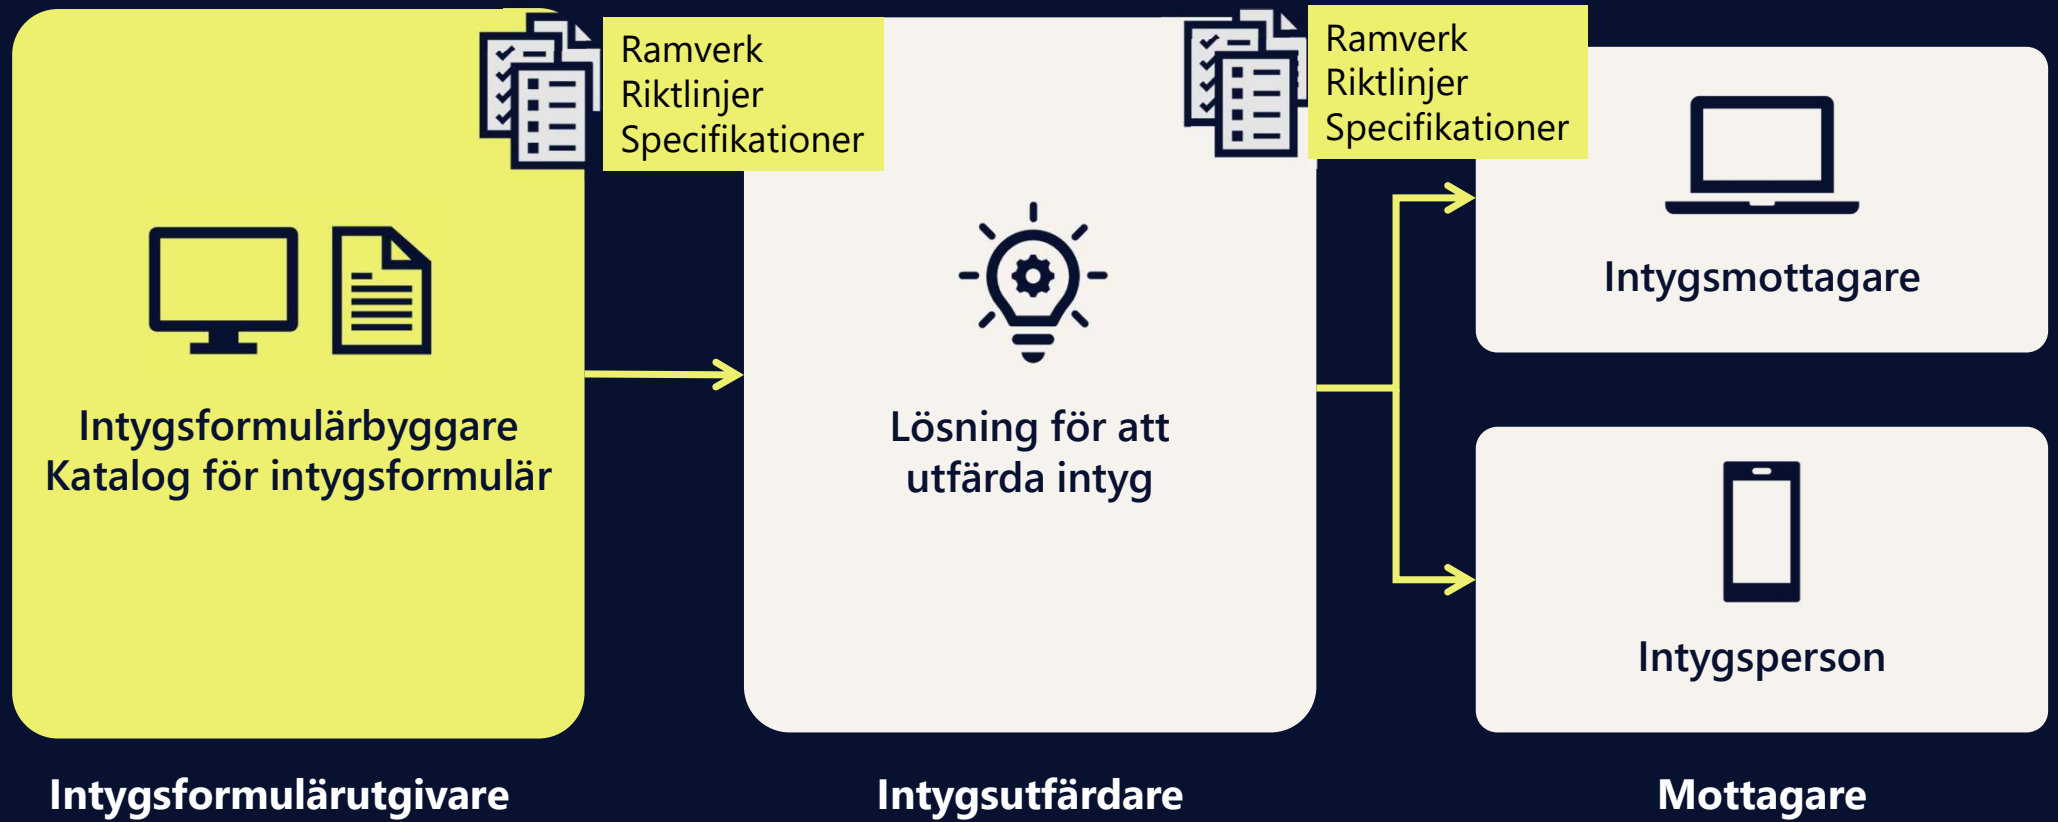 Ramverk
Riktlinjer
Specifikationer
Ramverk
Riktlinjer
Specifikationer
Intygsformulärbyggare
Katalog för intygsformulär
Lösning för att
utfärda intyg
Intygsmottagare
Intygsperson
Intygsformulärutgivare
Intygsutfärdare
Mottagare